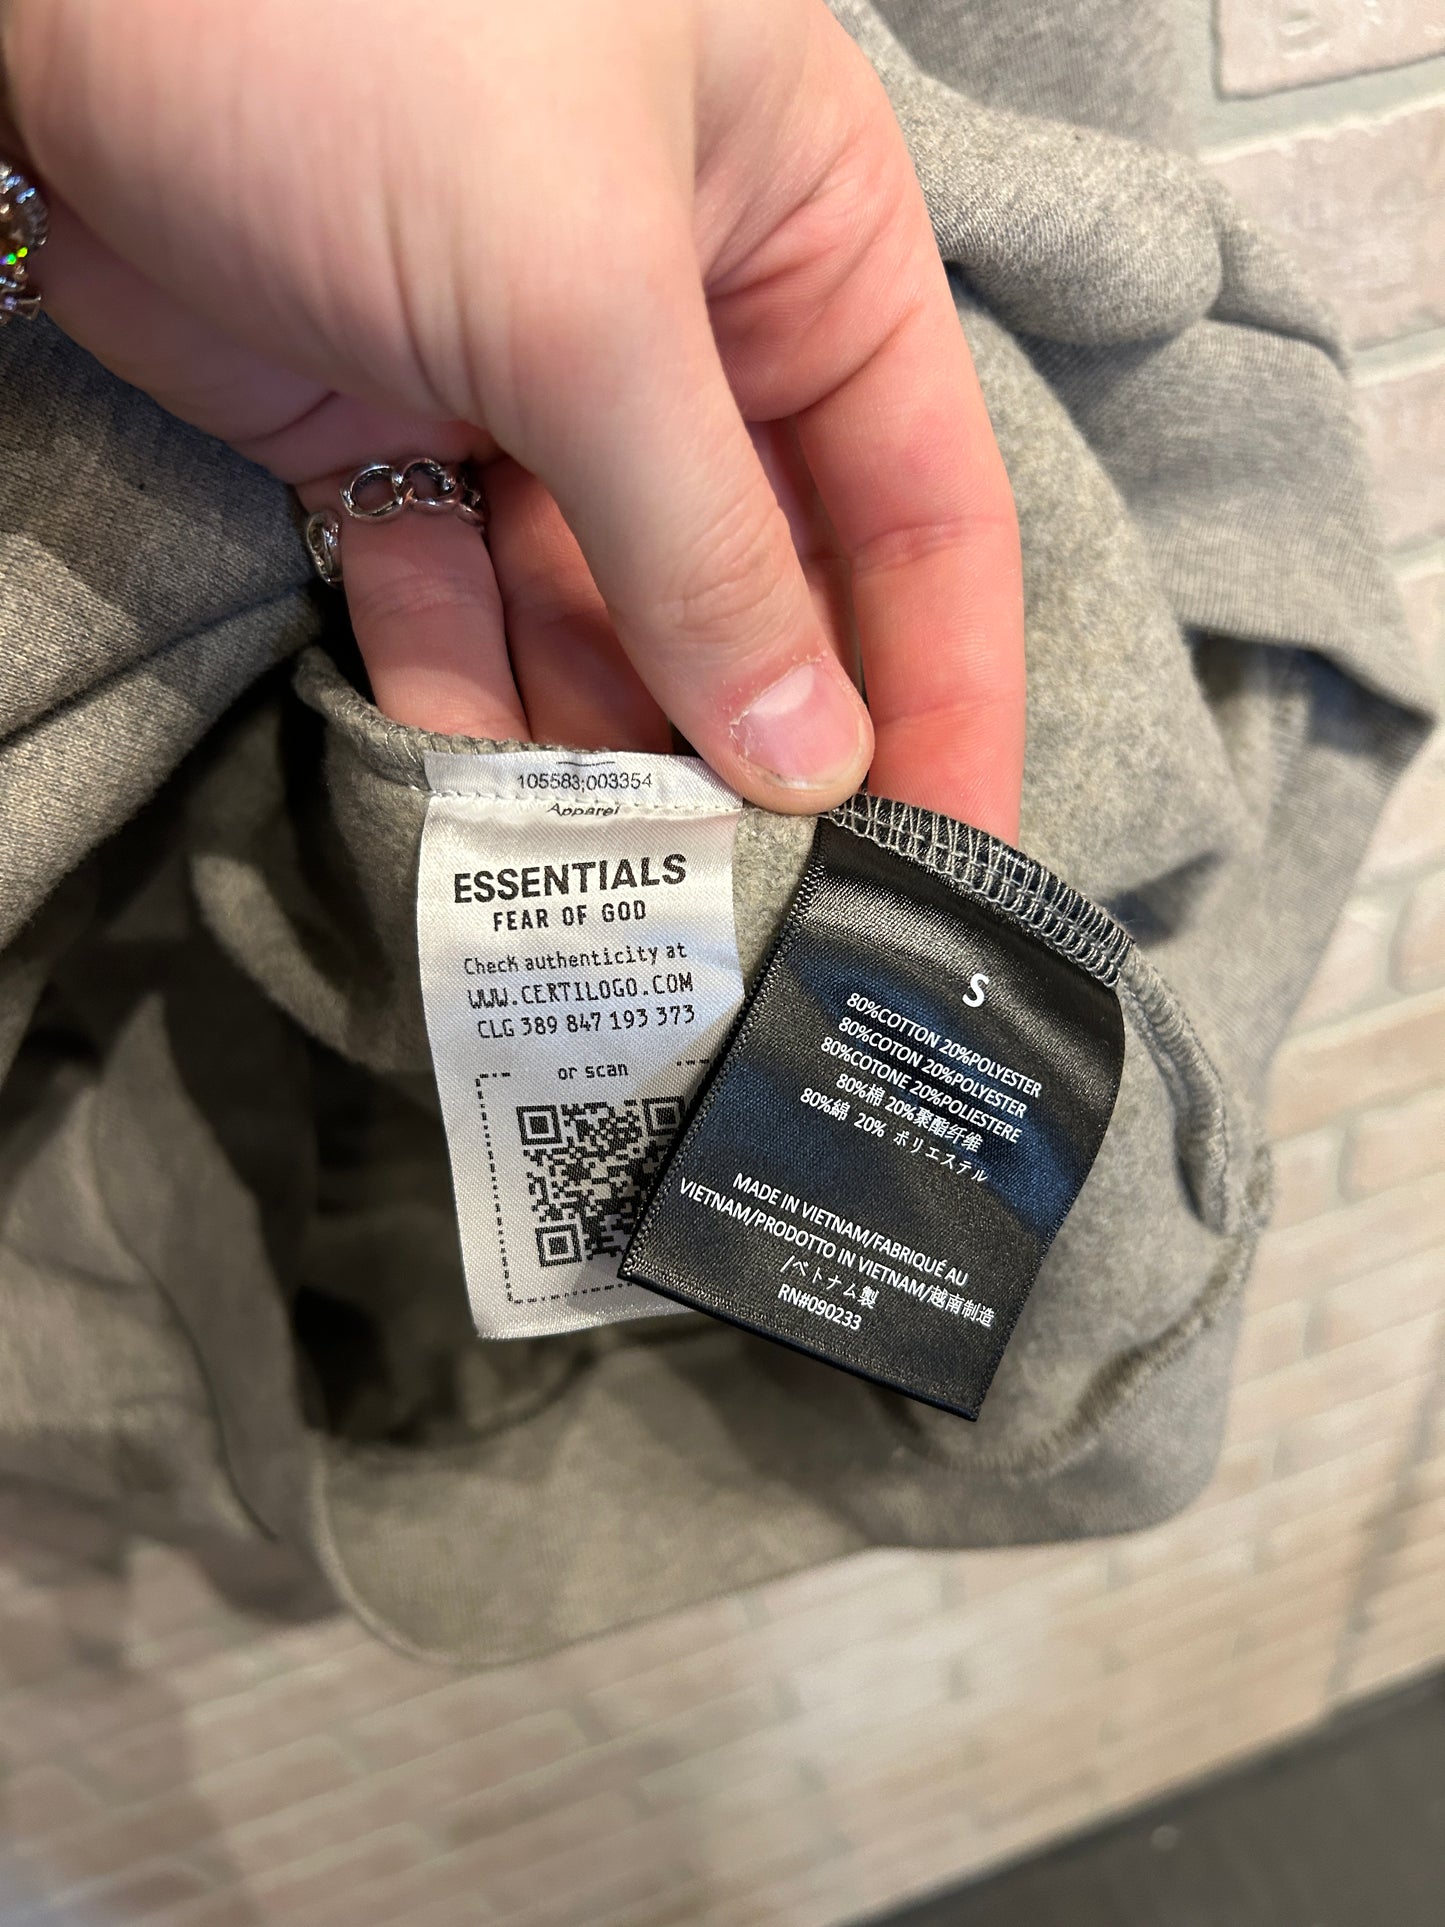 105583;003354
Apparel
ESSENTIALS
FEAR OF GOD
Check authenticity at
WWW.CERTILOGO.COM
CLG 389 847 193 373
or scan
S
80%COTTON 20%POLYESTER
80%COTON 20%POLYESTER
80%COTONE 20%POLIESTERE
80%棉 20%聚酯纤维
80%綿 20% ポリエステル
MADE IN VIETNAM/FABRIQUÉ AU
VIETNAM/PRODOTTO IN VIETNAM/越南制造
/ベトナム製
RN#090233